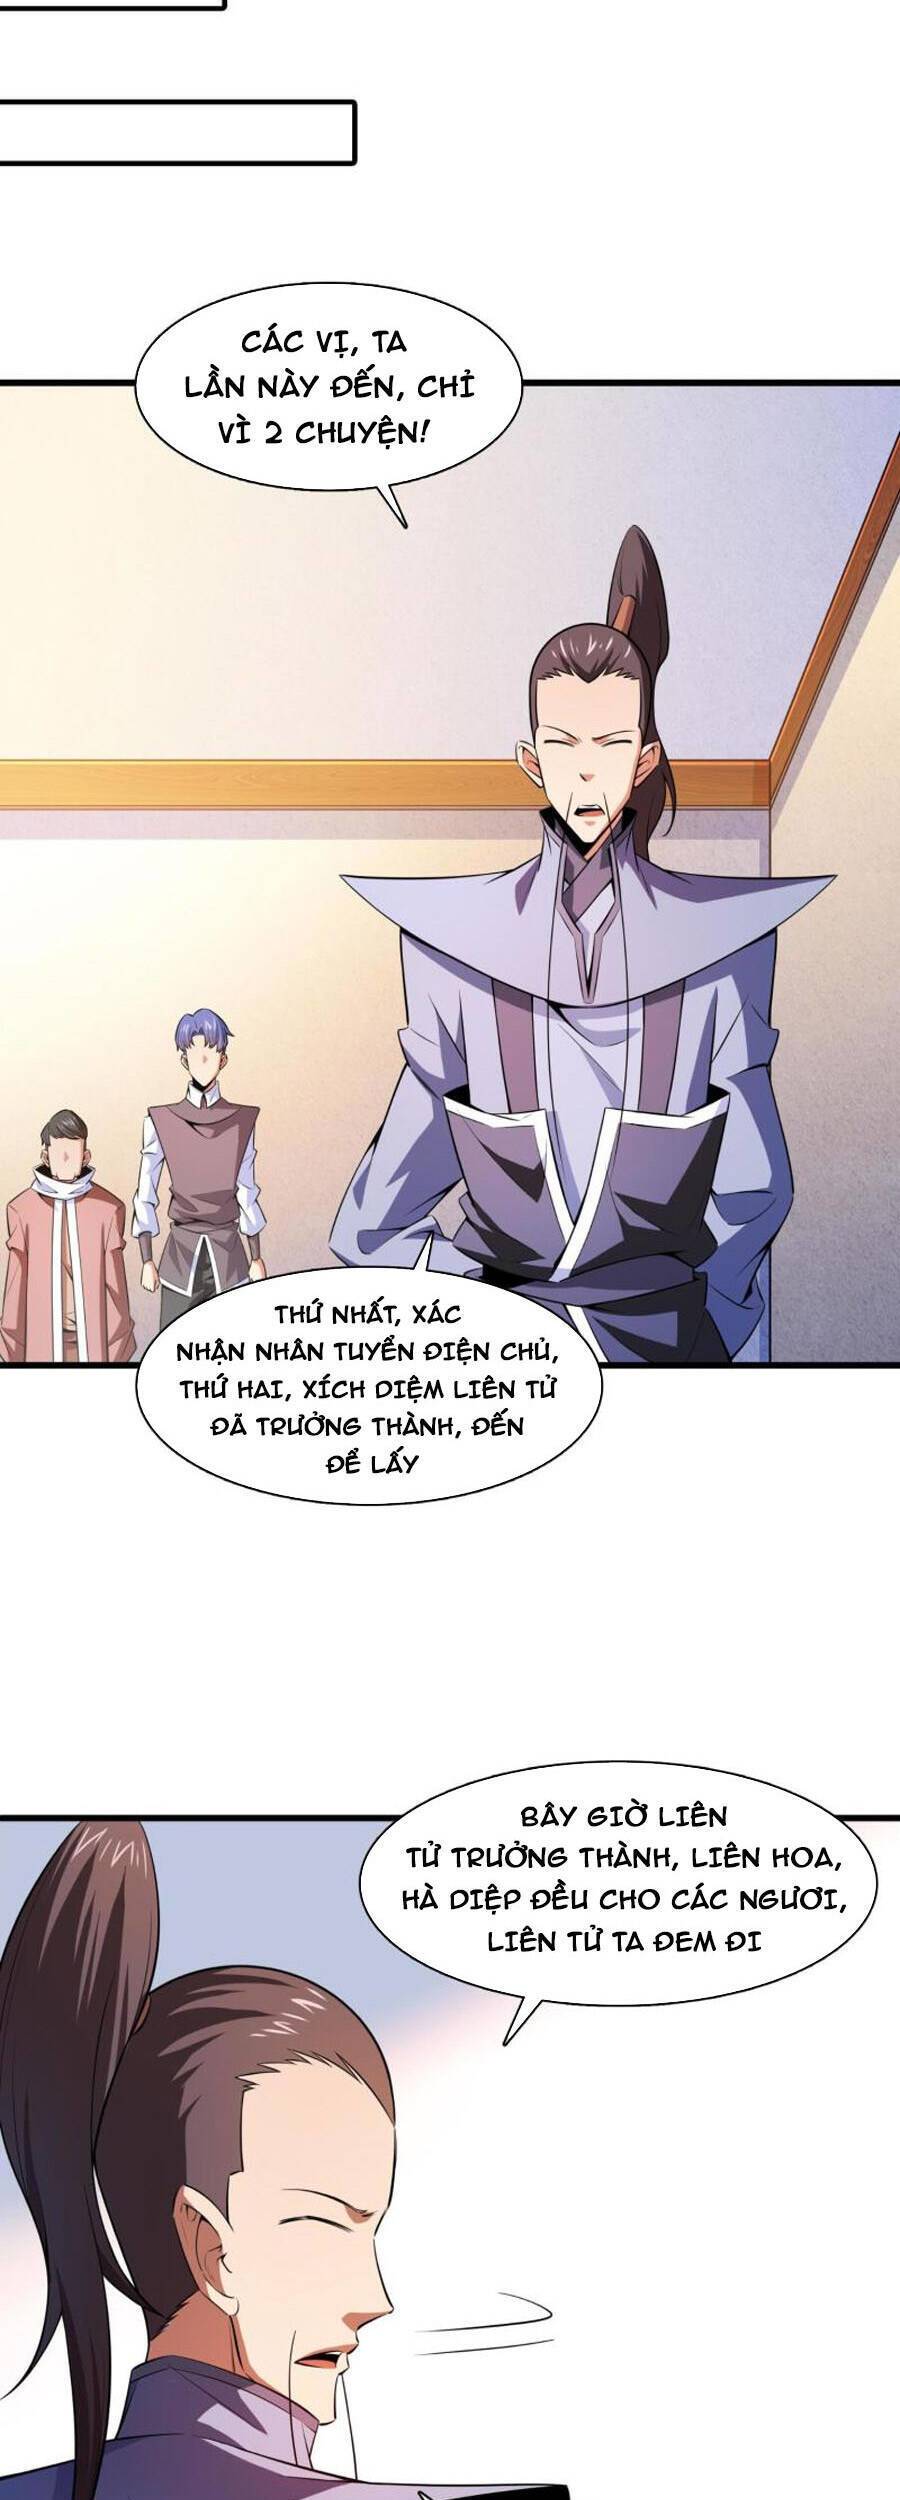 CÁC VỊ, TA
LẦN NÀY ĐẾN, CHỈ
VÌ 2 CHUYỆN!
THỨ NHẤT, XÁC
NHẬN NHÂN TUYỂN ĐIỆN CHỦ,
THỨ HAI, XÍCH DIỆM LIÊN TỬ
ĐÃ TRƯỞNG THÀNH, ĐẾN
ĐỂ LẤY
BÂY GIỜ LIÊN
TỬ TRƯỞNG THÀNH, LIÊN HOA,
HÀ DIỆP ĐỀU CHO CÁC NGƯƠI,
LIÊN TỬ TA ĐEM ĐI